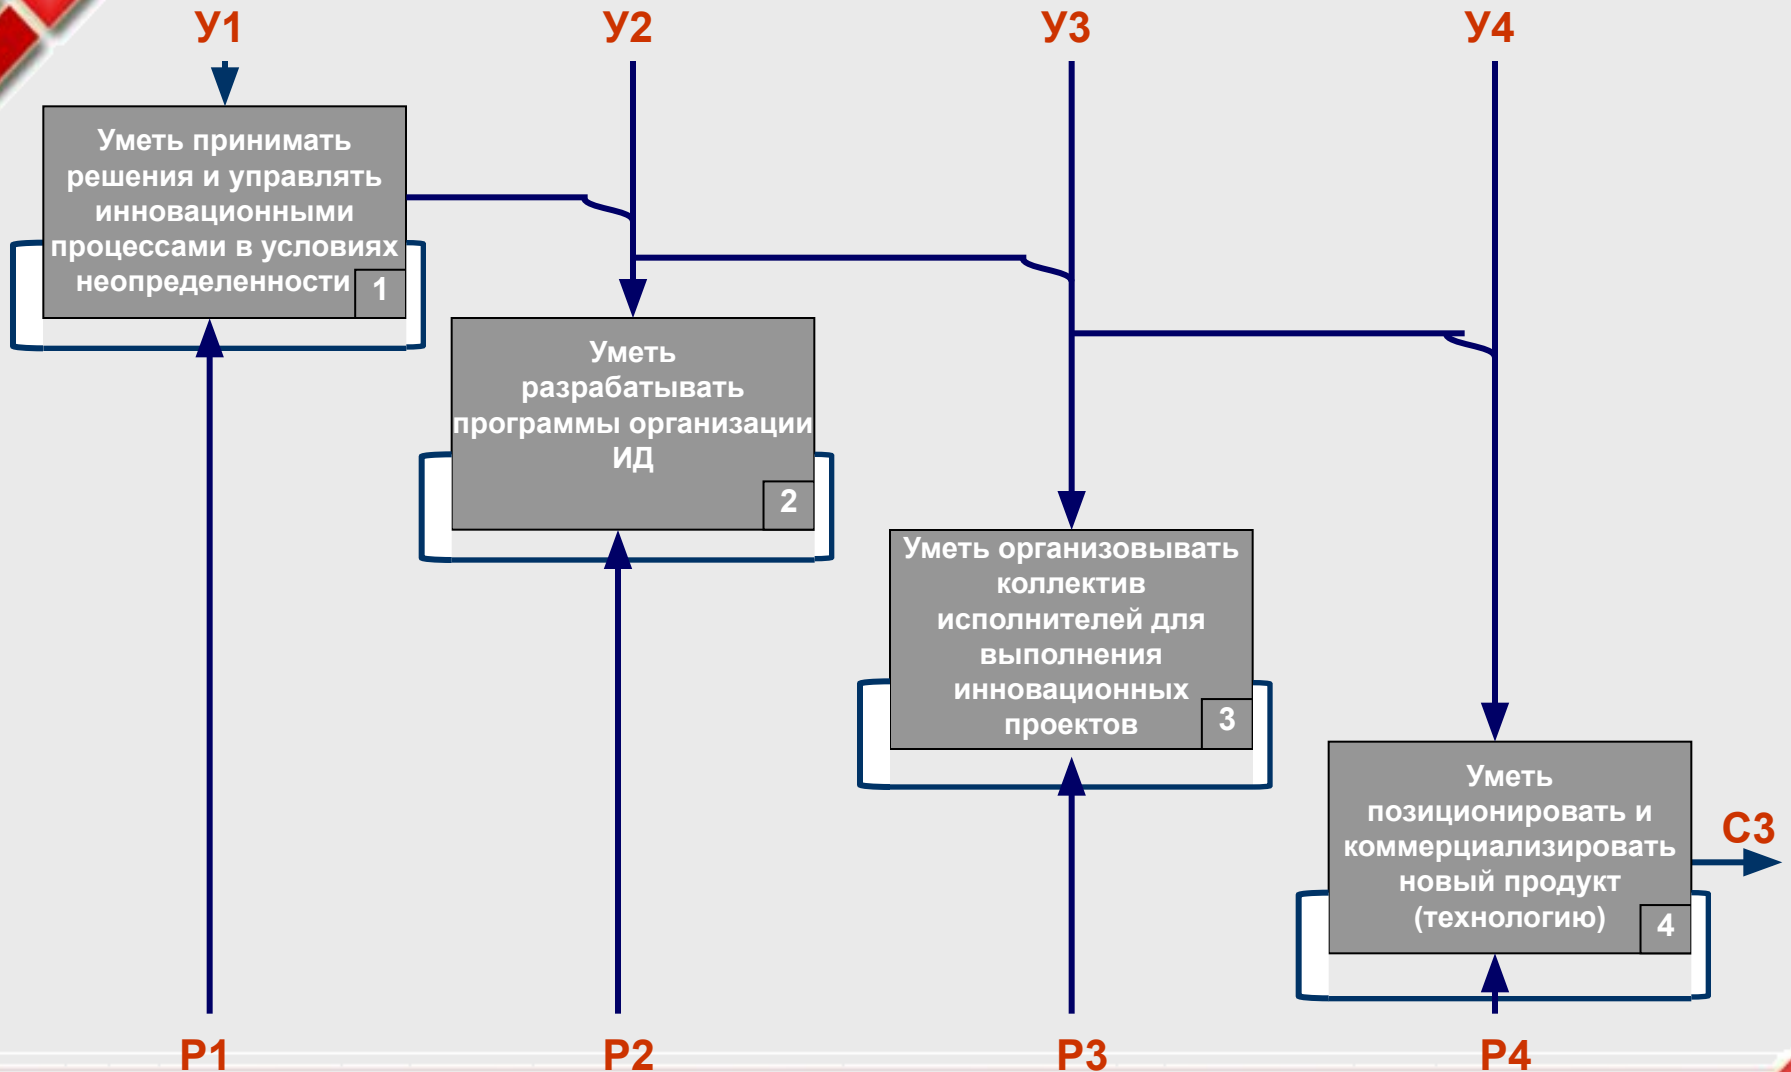 У1
У2
У3
У4
Уметь принимать
решения и управлять
инновационными
процессами в условиях
неопределенности
1
Уметь
разрабатывать
программы организации
ИД
2
Уметь организовывать
коллектив
исполнителей для
выполнения
инновационных
проектов
3
Уметь
позиционировать и
коммерциализировать
новый продукт
(технологию)
4
С3
Р1
Р2
Р3
Р4